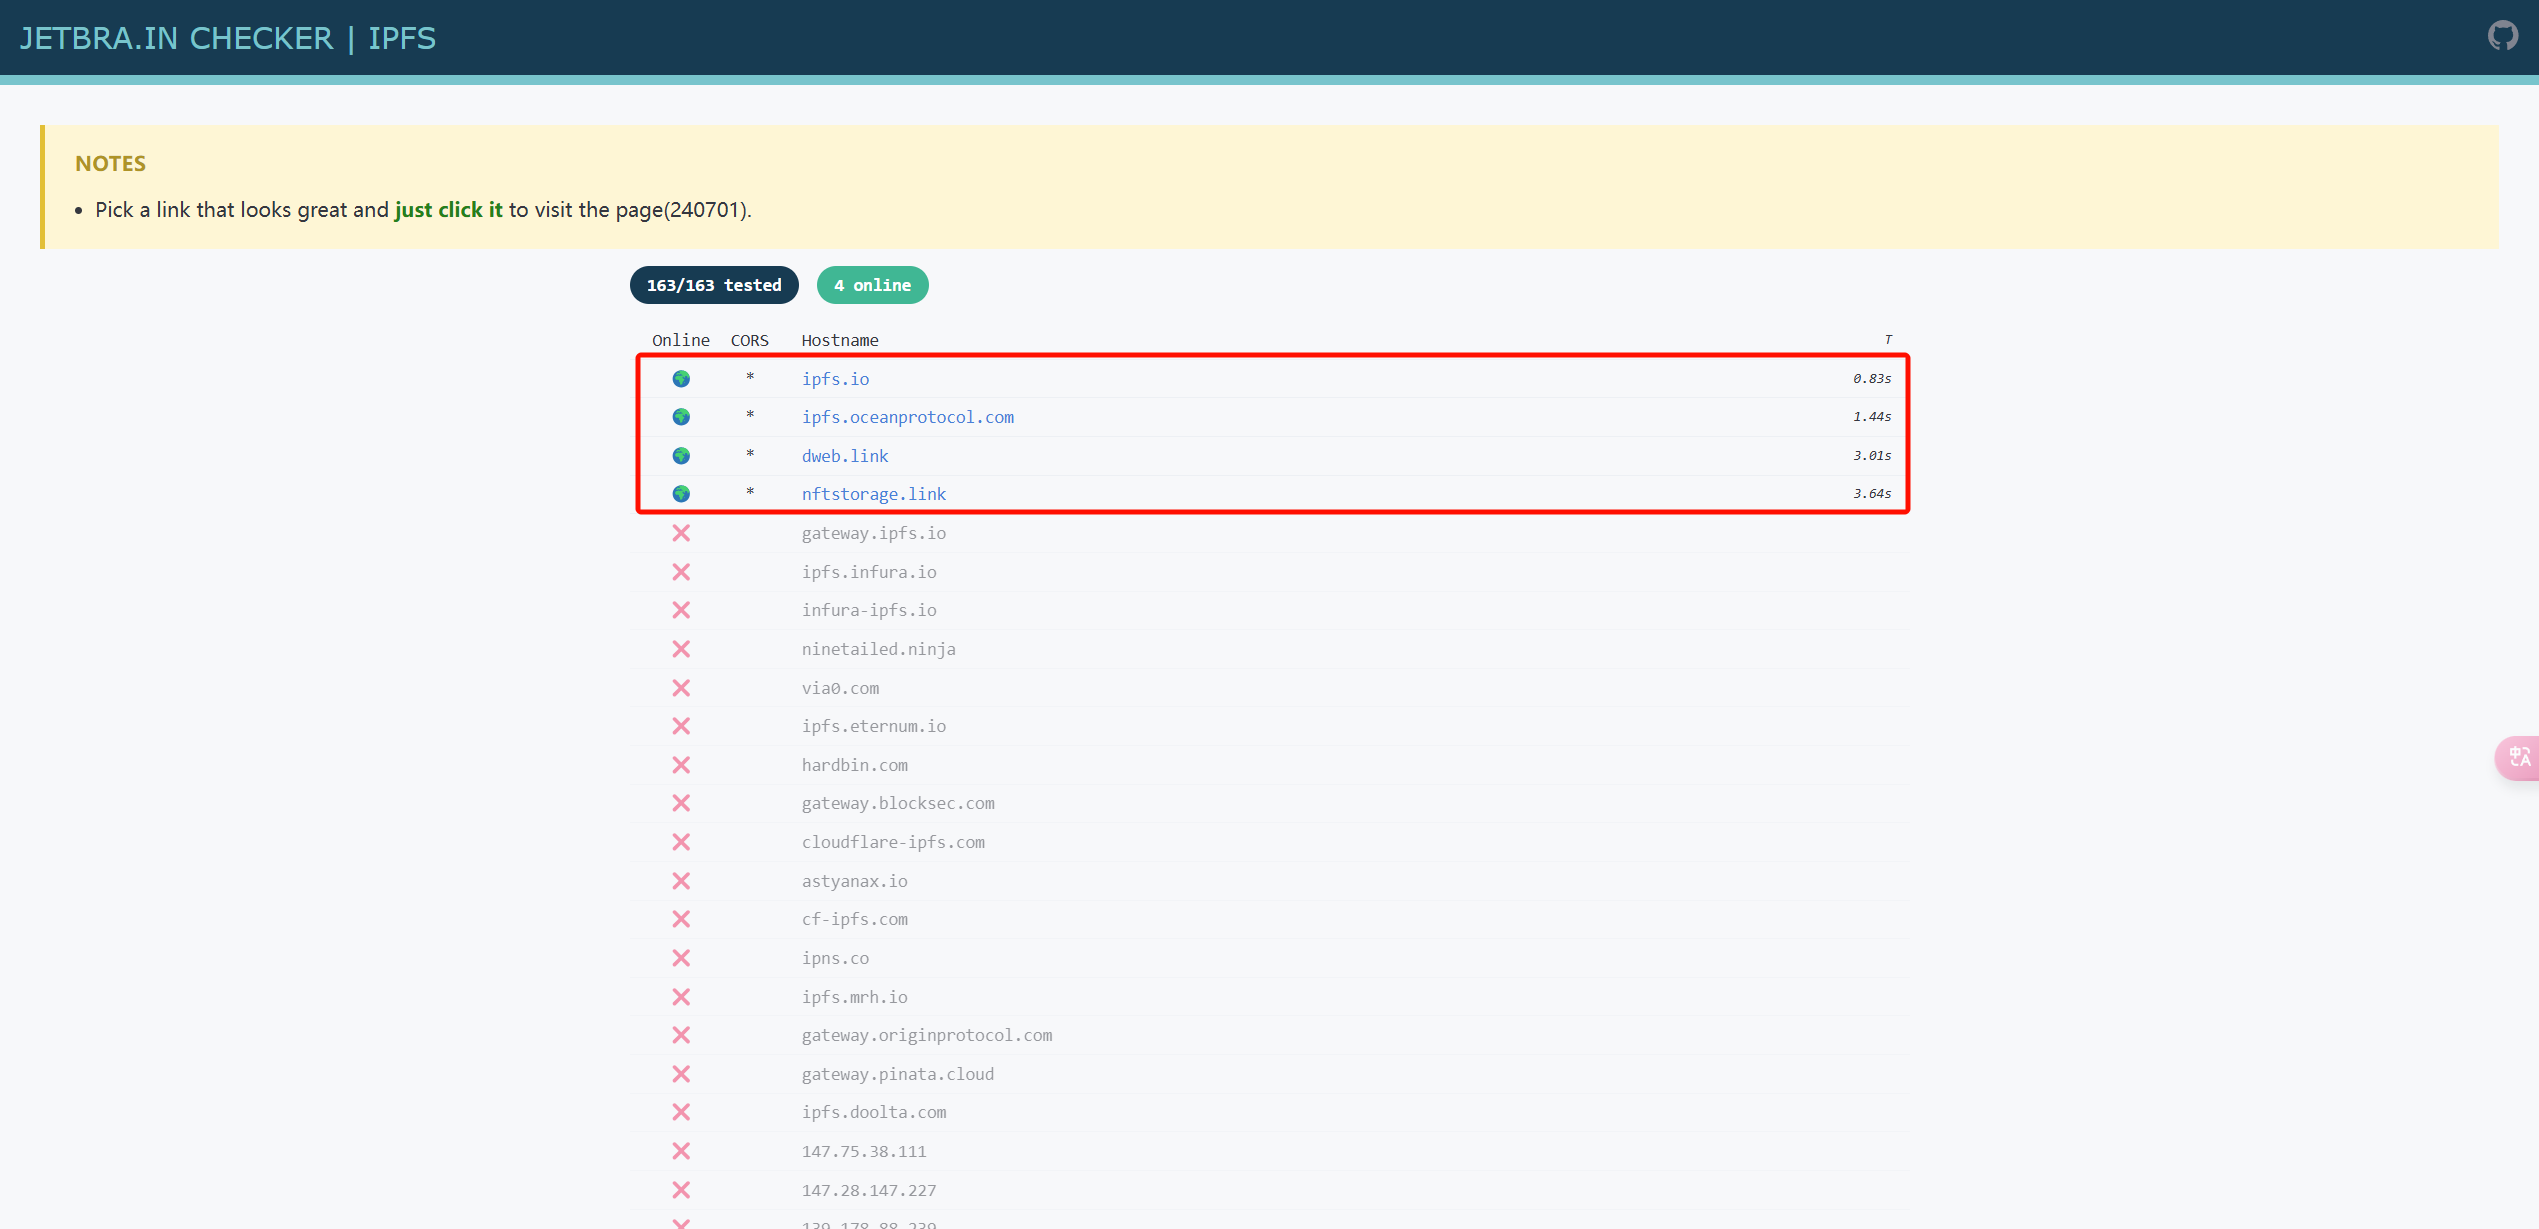 JETBRA.IN CHECKER | IPFS
NOTES
• Pick a link that looks great and just click it to visit the page(240701).
163/163 tested 4 online
Online CORS Hostname T
* ipfs.io 0.83s
* ipfs.oceanprotocol.com 1.44s
* dweb.link 3.01s
* nftstorage.link 3.64s
gateway.ipfs.io
ipfs.infura.io
infura-ipfs.io
ninetailed.ninja
via0.com
ipfs.eternum.io
中A
hardbin.com
gateway.blocksec.com
cloudflare-ipfs.com
astyanax.io
cf-ipfs.com
ipns.co
ipfs.mrh.io
gateway.originprotocol.com
gateway.pinata.cloud
ipfs.doolta.com
147.75.38.111
147.28.147.227